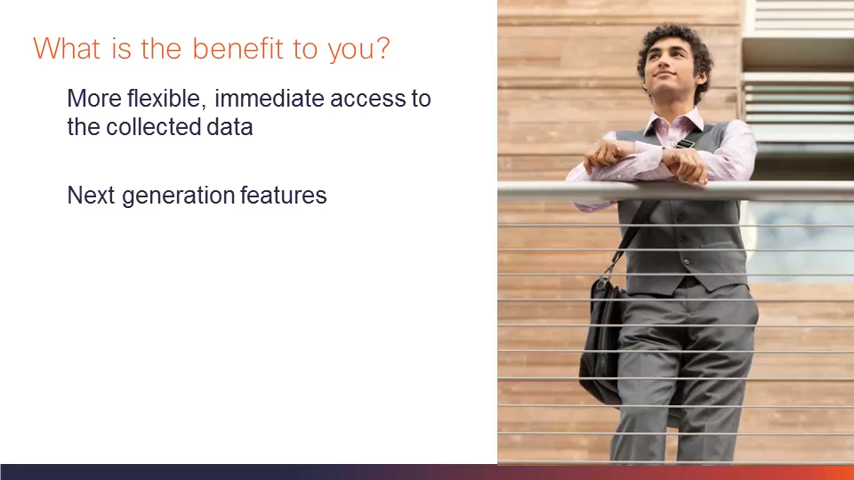 What is the benefit to you?
More flexible, immediate access to
the collected data
Next generation features